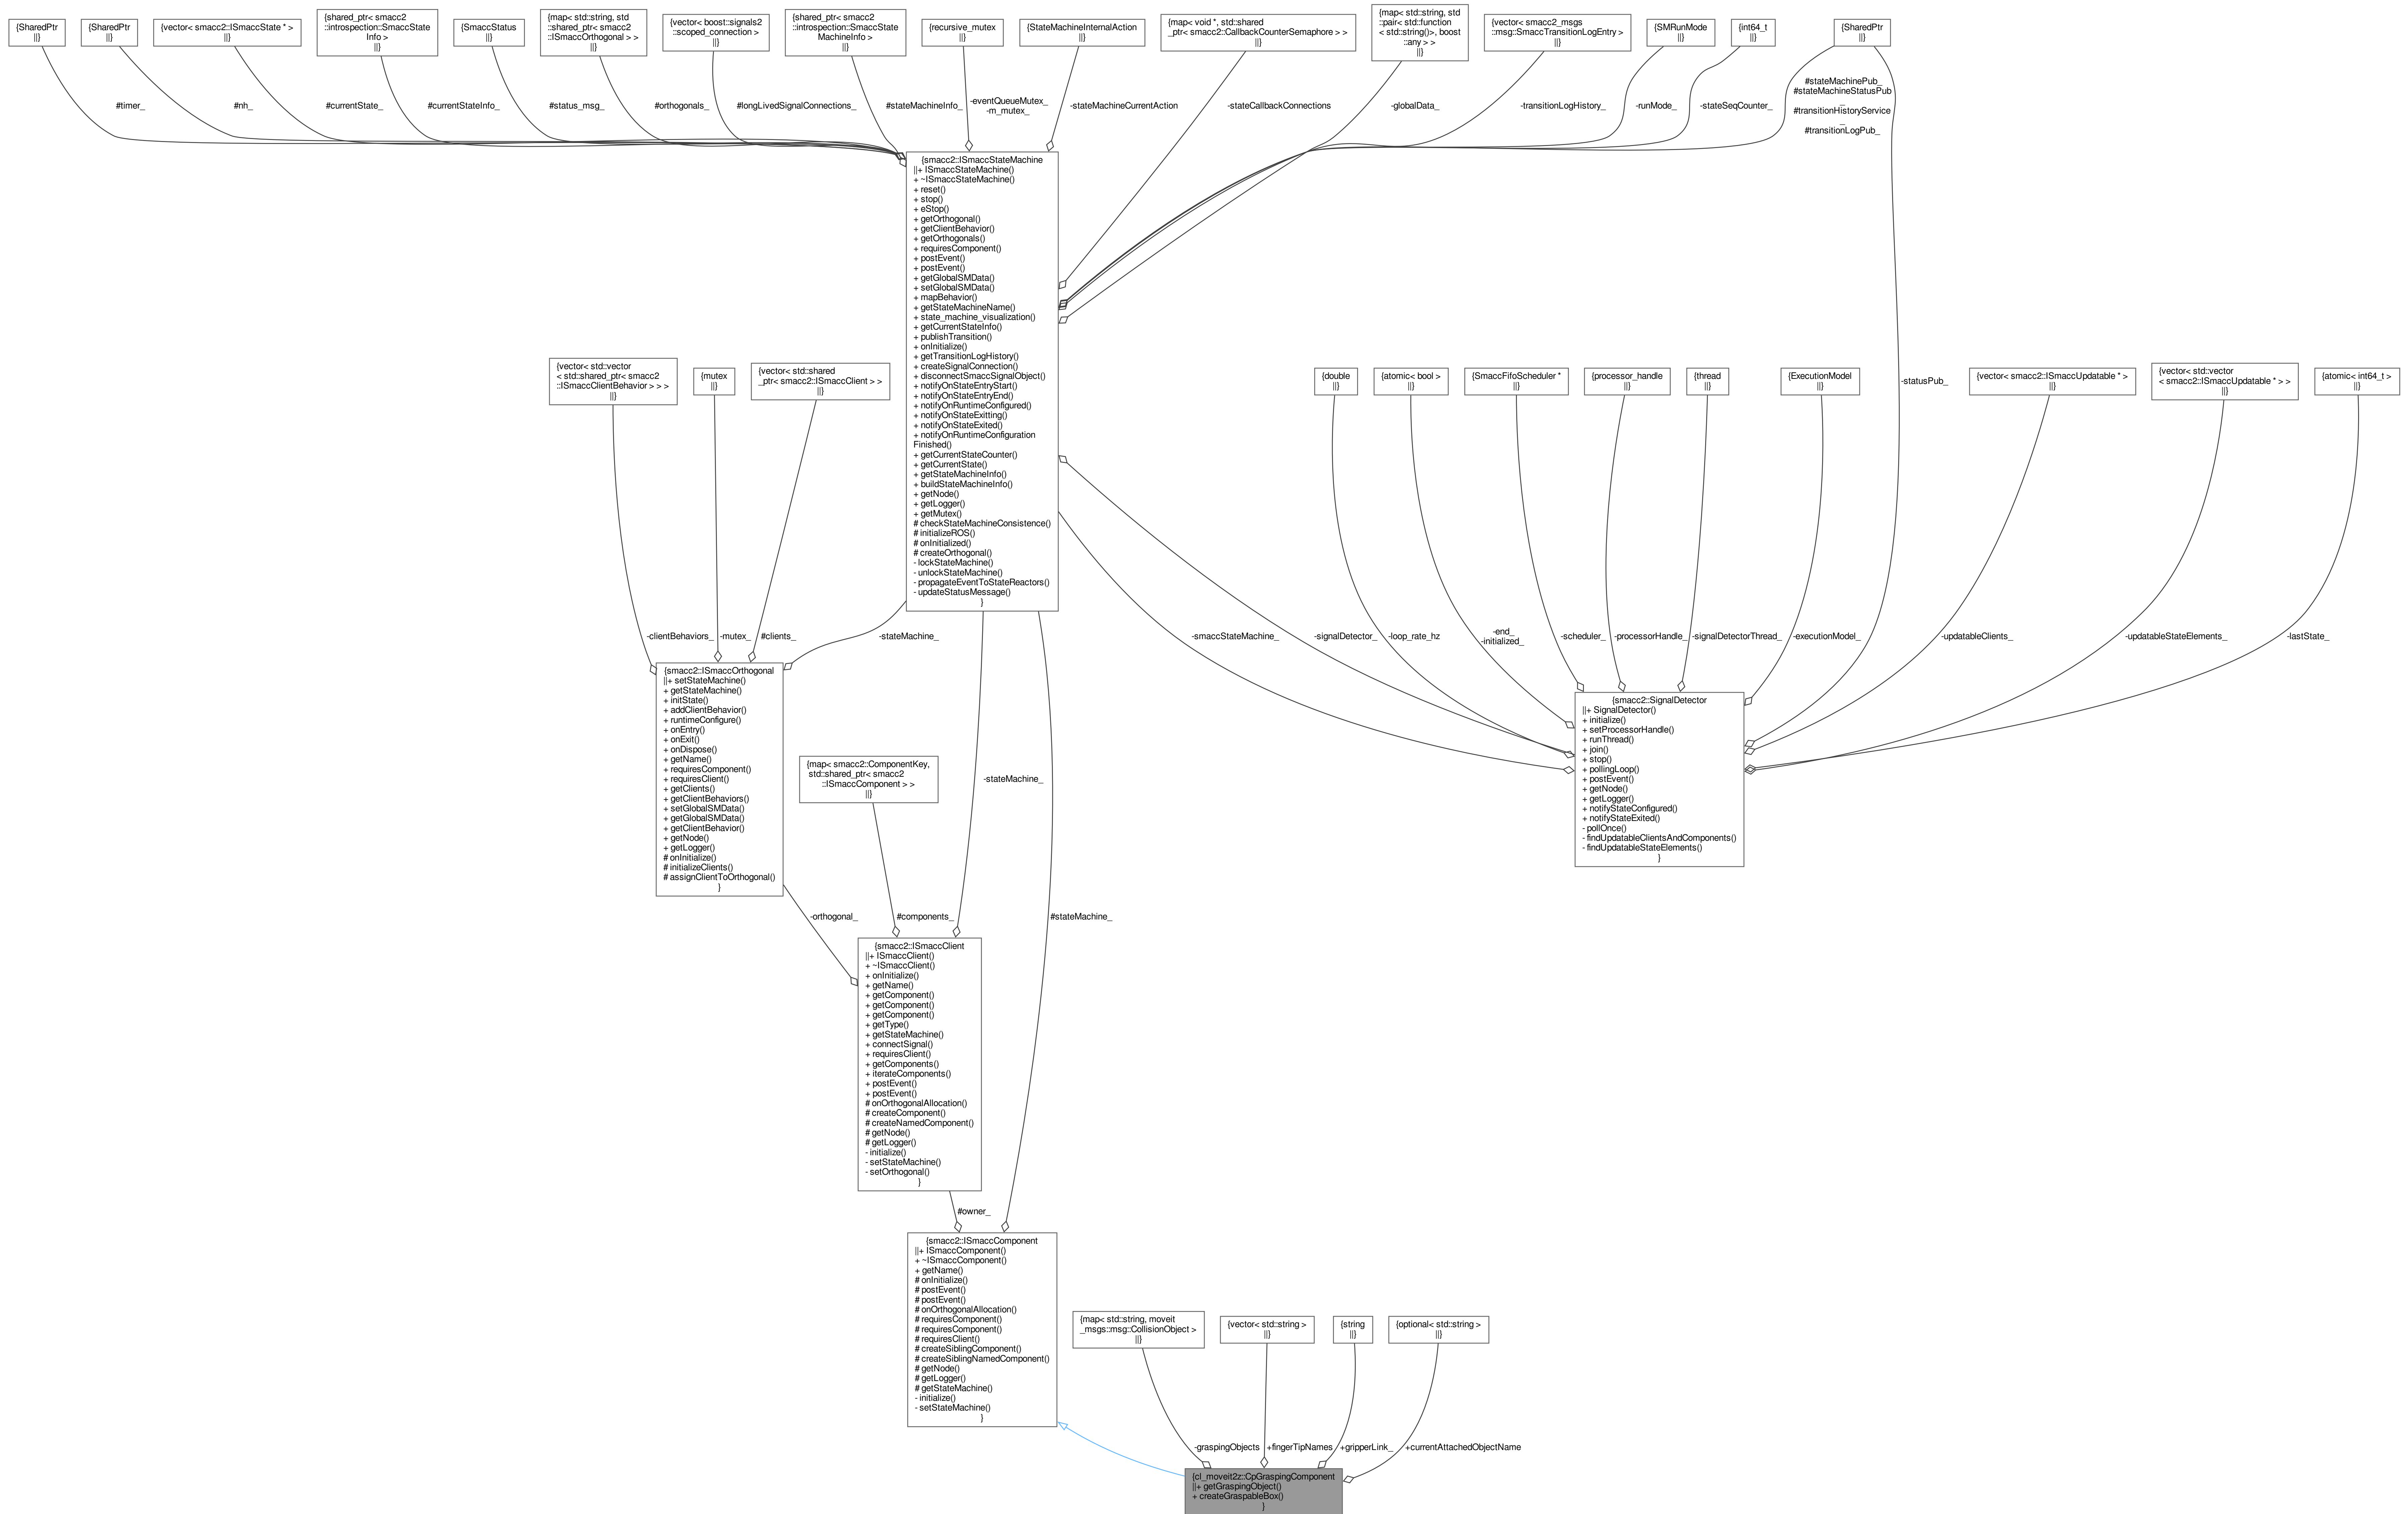 {SharedPtr
||}
{SharedPtr
||}
{vector< smacc2::ISmaccState * >
||}
{shared_ptr< smacc2
::introspection::SmaccState
Info >
||}
{SmaccStatus
||}
{map< std::string, std
::shared_ptr< smacc2
::ISmaccOrthogonal > >
||}
{vector< boost::signals2
::scoped_connection >
||}
{shared_ptr< smacc2
::introspection::SmaccState
MachineInfo >
||}
{recursive_mutex
||}
{StateMachineInternalAction
||}
{map< void *, std::shared
_ptr< smacc2::CallbackCounterSemaphore > >
||}
{map< std::string, std
::pair< std::function
< std::string()>, boost
::any > >
||}
{vector< smacc2_msgs
::msg::SmaccTransitionLogEntry >
||}
{SMRunMode
||}
{int64_t
||}
{SharedPtr
||}
#timer_
#nh_
#currentState_
#currentStateInfo_
#status_msg_
#orthogonals_
#longLivedSignalConnections_
#stateMachineInfo_
-eventQueueMutex_
-m_mutex_
-stateMachineCurrentAction
-stateCallbackConnections
-globalData_
-transitionLogHistory_
-runMode_
-stateSeqCounter_
#stateMachinePub_
#stateMachineStatusPub
_
#transitionHistoryService
_
#transitionLogPub_
{smacc2::ISmaccStateMachine
||+ ISmaccStateMachine()
+ ~ISmaccStateMachine()
+ reset()
+ stop()
+ eStop()
+ getOrthogonal()
+ getClientBehavior()
+ getOrthogonals()
+ requiresComponent()
+ postEvent()
+ postEvent()
+ getGlobalSMData()
+ setGlobalSMData()
+ mapBehavior()
+ getStateMachineName()
+ state_machine_visualization()
+ getCurrentStateInfo()
+ publishTransition()
+ onInitialize()
+ getTransitionLogHistory()
+ createSignalConnection()
+ disconnectSmaccSignalObject()
+ notifyOnStateEntryStart()
+ notifyOnStateEntryEnd()
+ notifyOnRuntimeConfigured()
+ notifyOnStateExitting()
+ notifyOnStateExited()
+ notifyOnRuntimeConfiguration
Finished()
+ getCurrentStateCounter()
+ getCurrentState()
+ getStateMachineInfo()
+ buildStateMachineInfo()
+ getNode()
+ getLogger()
+ getMutex()
# checkStateMachineConsistence()
# initializeROS()
# onInitialized()
# createOrthogonal()
- lockStateMachine()
- unlockStateMachine()
- propagateEventToStateReactors()
- updateStatusMessage()
}
{vector< std::vector
< std::shared_ptr< smacc2
::ISmaccClientBehavior > > >
||}
{mutex
||}
{vector< std::shared
_ptr< smacc2::ISmaccClient > >
||}
{double
||}
{atomic< bool >
||}
{SmaccFifoScheduler *
||}
{processor_handle
||}
{thread
||}
{ExecutionModel
||}
-statusPub_
{vector< smacc2::ISmaccUpdatable * >
||}
{vector< std::vector
< smacc2::ISmaccUpdatable * > >
||}
{atomic< int64_t >
||}
-clientBehaviors_
-mutex_
#clients_
-stateMachine_
-smaccStateMachine_
-signalDetector_
-loop_rate_hz
-end_
-initialized_
-scheduler_
-processorHandle_
-signalDetectorThread_
-executionModel_
-updatableClients_
-updatableStateElements_
-lastState_
{smacc2::ISmaccOrthogonal
||+ setStateMachine()
+ getStateMachine()
+ initState()
+ addClientBehavior()
+ runtimeConfigure()
+ onEntry()
+ onExit()
+ onDispose()
+ getName()
+ requiresComponent()
+ requiresClient()
+ getClients()
+ getClientBehaviors()
+ setGlobalSMData()
+ getGlobalSMData()
+ getClientBehavior()
+ getNode()
+ getLogger()
# onInitialize()
# initializeClients()
# assignClientToOrthogonal()
}
{smacc2::SignalDetector
||+ SignalDetector()
+ initialize()
+ setProcessorHandle()
+ runThread()
+ join()
+ stop()
+ pollingLoop()
+ postEvent()
+ getNode()
+ getLogger()
+ notifyStateConfigured()
+ notifyStateExited()
- pollOnce()
- findUpdatableClientsAndComponents()
- findUpdatableStateElements()
}
{map< smacc2::ComponentKey,
std::shared_ptr< smacc2
::ISmaccComponent > >
||}
-stateMachine_
-orthogonal_
#components_
#stateMachine_
{smacc2::ISmaccClient
||+ ISmaccClient()
+ ~ISmaccClient()
+ onInitialize()
+ getName()
+ getComponent()
+ getComponent()
+ getComponent()
+ getType()
+ getStateMachine()
+ connectSignal()
+ requiresClient()
+ getComponents()
+ iterateComponents()
+ postEvent()
+ postEvent()
# onOrthogonalAllocation()
# createComponent()
# createNamedComponent()
# getNode()
# getLogger()
- initialize()
- setStateMachine()
- setOrthogonal()
}
#owner_
{smacc2::ISmaccComponent
||+ ISmaccComponent()
+ ~ISmaccComponent()
+ getName()
# onInitialize()
# postEvent()
# postEvent()
# onOrthogonalAllocation()
# requiresComponent()
# requiresComponent()
# requiresClient()
# createSiblingComponent()
# createSiblingNamedComponent()
# getNode()
# getLogger()
# getStateMachine()
- initialize()
- setStateMachine()
}
{map< std::string, moveit
_msgs::msg::CollisionObject >
||}
{vector< std::string >
||}
{string
||}
{optional< std::string >
||}
-graspingObjects
+fingerTipNames
+gripperLink_
+currentAttachedObjectName
{cl_moveit2z::CpGraspingComponent
||+ getGraspingObject()
+ createGraspableBox()
}